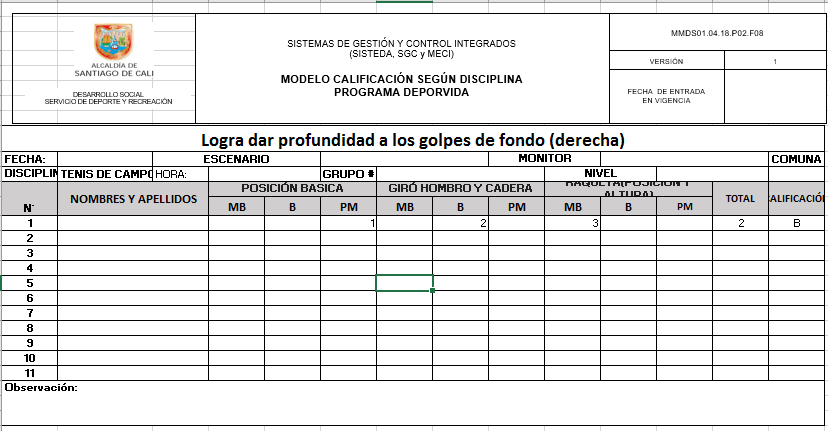 ALCALDÍA DE
SANTIAGO DE CALI
DESARROLLO SOCIAL
SERVICIO DE DEPORTE Y RECREACIÓN
SISTEMAS DE GESTIÓN Y CONTROL INTEGRADOS
(SISTEDA, SGC y MECI)
MODELO CALIFICACIÓN SEGÚN DISCIPLINA
PROGRAMA DEPORVIDA
MMDS01.04.18.P02.F08
VERSIÓN 1
FECHA DE ENTRADA
EN VIGENCIA
Logra dar profundidad a los golpes de fondo (derecha)
FECHA: ESCENARIO MONITOR COMUNA
DISCIPLIN TENIS DE CAMPO HORA: GRUPO # NIVEL
N° NOMBRES Y APELLIDOS POSICIÓN BASICA GIRÓ HOMBRO Y CADERA RAQUETA(POSICION Y ALTURA) TOTAL ALIFICACIÓN
MB B PM MB B PM MB B PM
1 1 2 3 2 B
2
3
4
5
6
7
8
9
10
11
Observación: